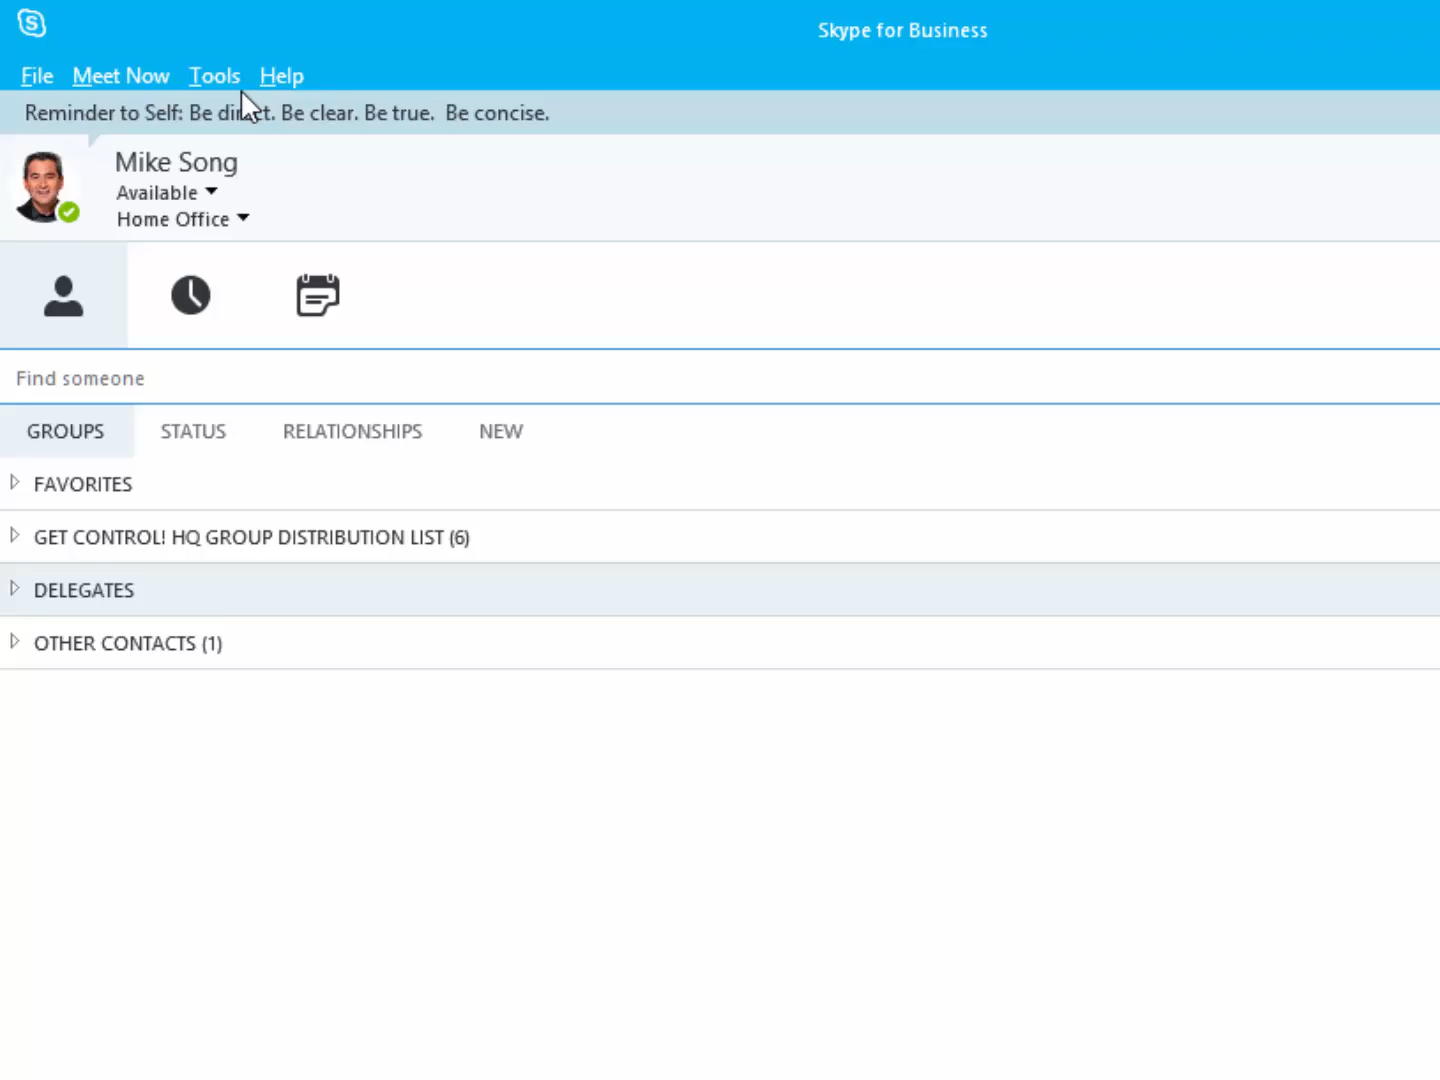 Skype for Business
File Meet Now Tools Help
Reminder to Self: Be direct. Be clear. Be true. Be concise.
Mike Song
Available
Home Office
Find someone
GROUPS STATUS RELATIONSHIPS NEW
FAVORITES
GET CONTROL! HQ GROUP DISTRIBUTION LIST (6)
DELEGATES
OTHER CONTACTS (1)